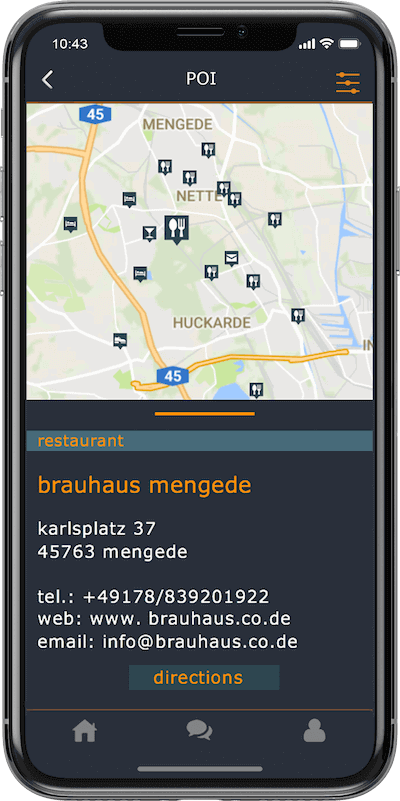 10:43
POI
45
MENGEDE
NETTE
HUCKARDE
IN
45
restaurant
brauhaus mengede
karlsplatz 37
45763 mengede
tel.: +49178/839201922
web: www. brauhaus.co.de
email: info@brauhaus.co.de
directions